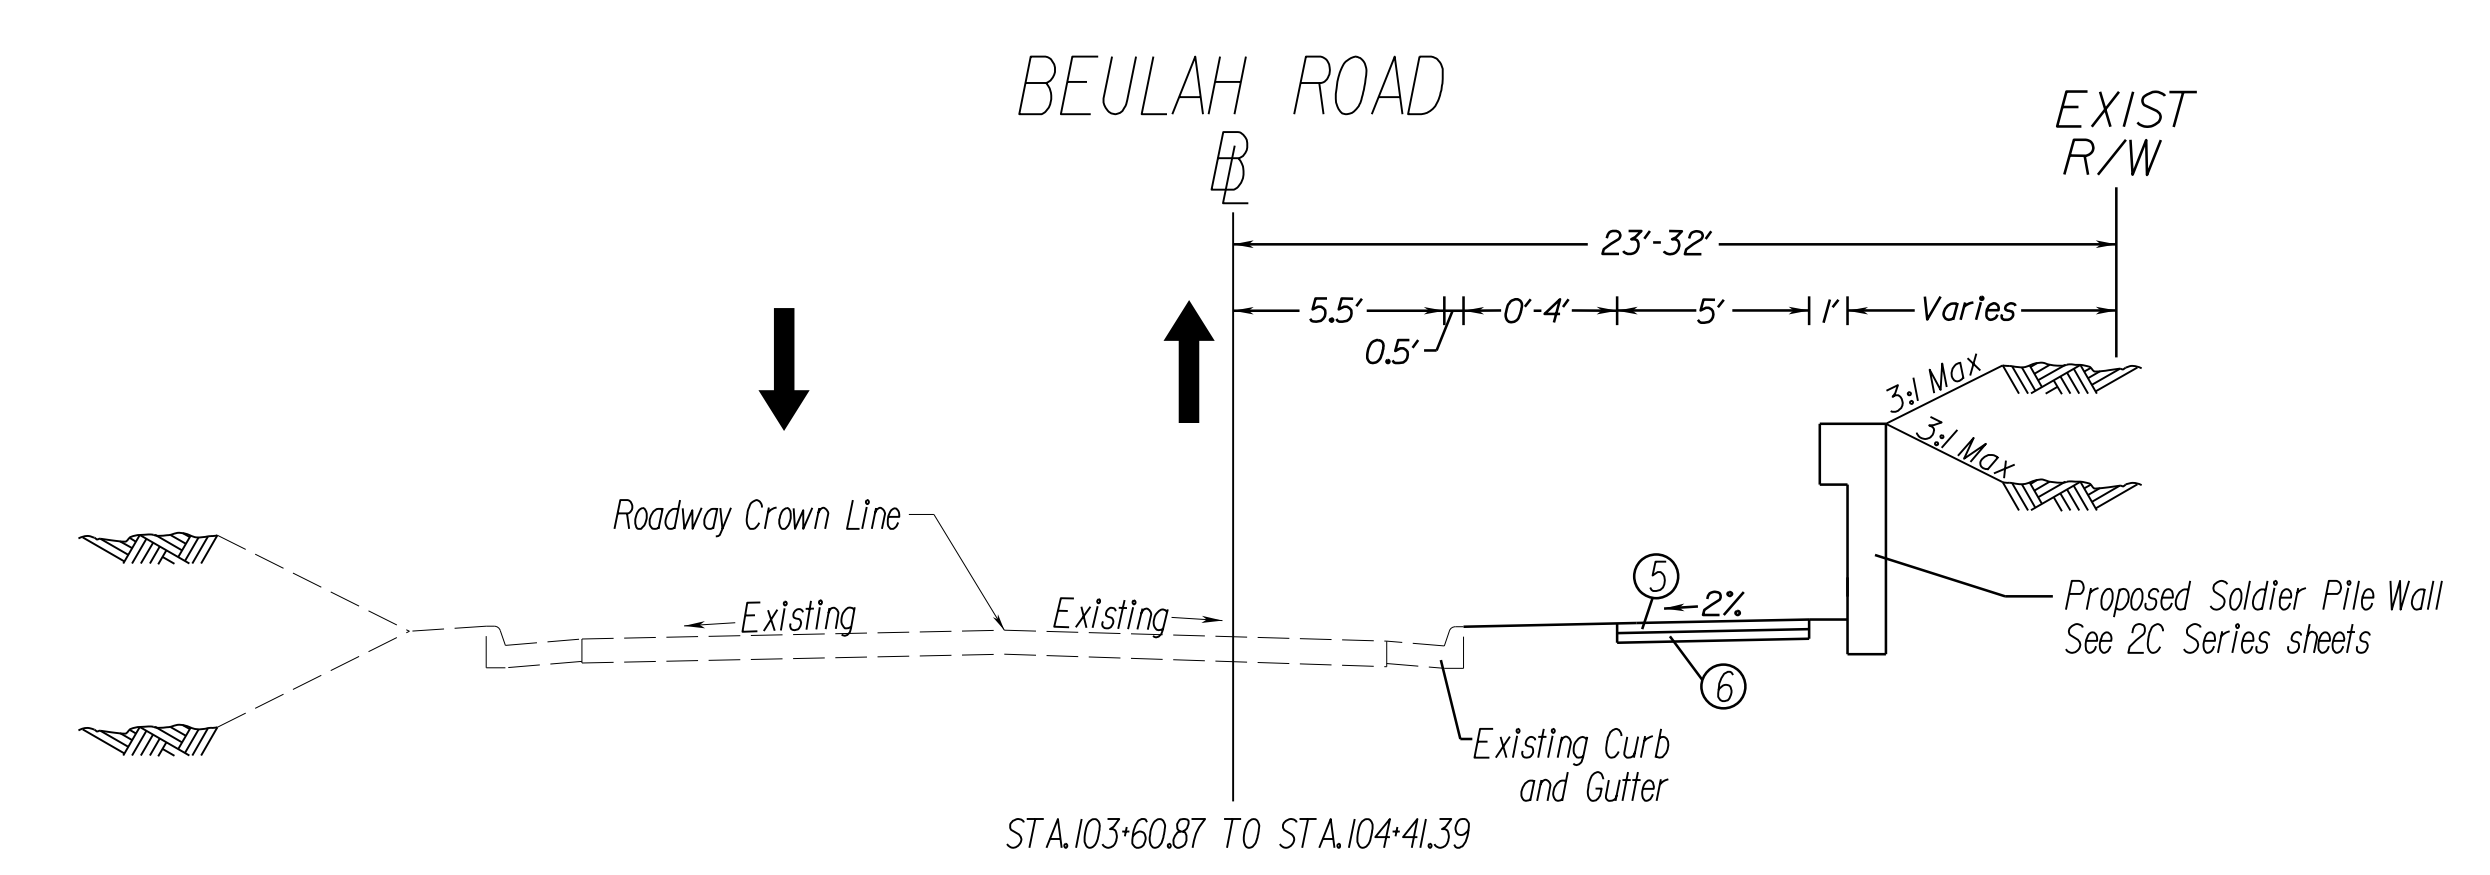 BEULAH ROAD
BL
EXIST
R/W
23'-32'
5.5'
0'-4'
5'
1'
Varies
0.5'
3:1 Max
3:1 Max
Roadway Crown Line
Existing
Existing
5
2%
6
Proposed Soldier Pile Wall
See 2C Series sheets
Existing Curb
and Gutter
STA.103+60.87 TO STA.104+41.39